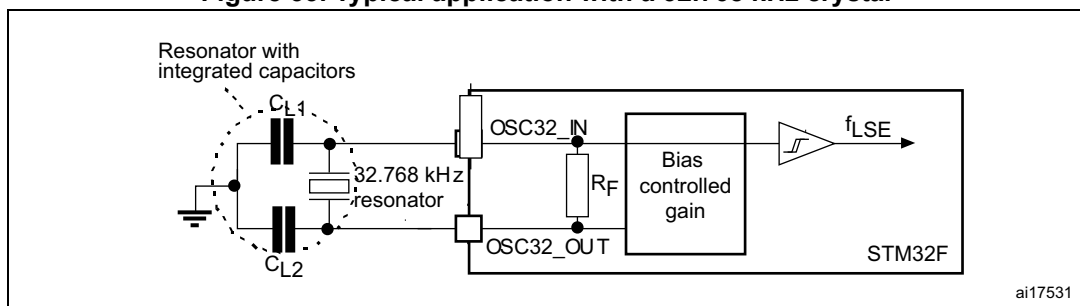 Figure Typical application with a 32.768 kHz crystal
Resonator with
integrated capacitors
CL1
OSC32_IN
fLSE
32.768 kHz
resonator
RF
Bias
controlled
gain
OSC32_OUT
CL2
STM32F
ai17531